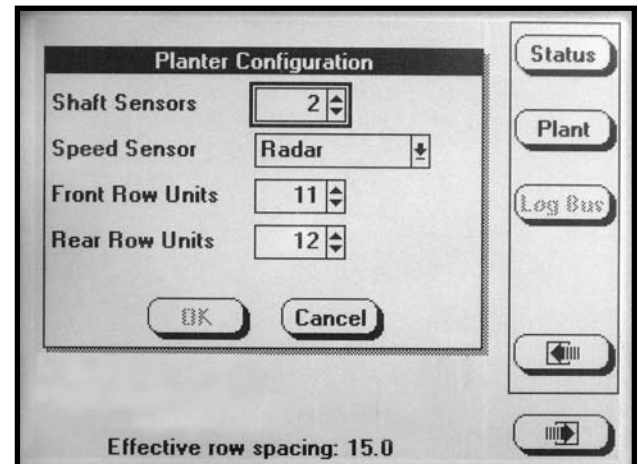 Planter Configuration
Shaft Sensors 2
Speed Sensor Radar
Front Row Units 11
Rear Row Units 12
OK Cancel
Effective row spacing: 15.0
Status
Plant
Log Bus